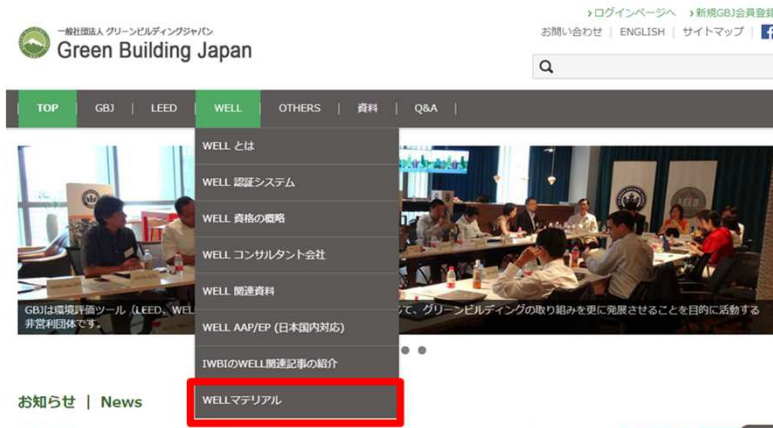 ›ログインページへ ›新規GBJ会員登録
お問い合わせ | ENGLISH | サイトマップ |
一般社団法人 グリーンビルディングジャパン
Green Building Japan
TOP | GBJ | LEED | WELL | OTHERS | 資料 | Q&A |
WELL とは
WELL 認証システム
WELL 資格の概略
WELL コンサルタント会社
WELL 関連資料
WELL AAP/EP (日本国内対応)
IWBIのWELL関連記事の紹介
WELLマテリアル
GBJは環境評価ツール（LEED、WEL
じて、グリーンビルディングの取り組みを更に発展させることを目的に活動する
非営利団体です。
お知らせ | News